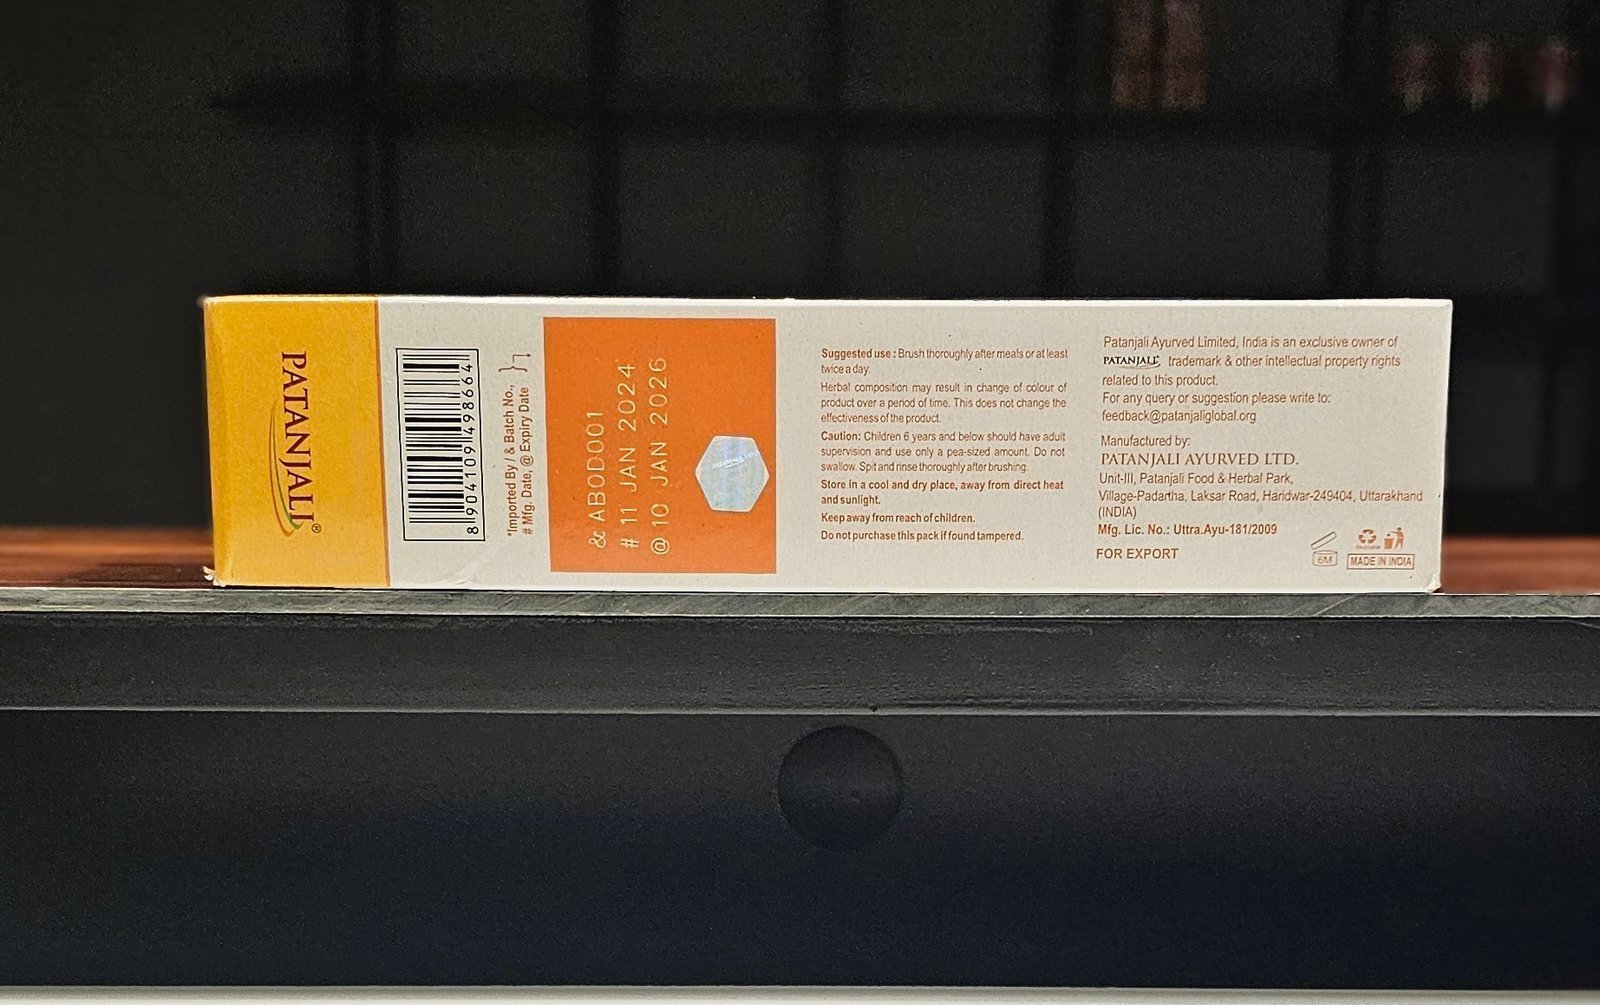 PATANJALI®
8 904109 498664
*Imported By / & Batch No.,
# Mfg. Date, @ Expiry Date
& ABOD001
# 11 JAN 2024
@ 10 JAN 2026
Suggested use : Brush thoroughly after meals or at least
twice a day.
Herbal composition may result in change of colour of
product over a period of time. This does not change the
effectiveness of the product.
Caution: Children 6 years and below should have adult
supervision and use only a pea-sized amount. Do not
swallow. Spit and rinse thoroughly after brushing.
Store in a cool and dry place, away from direct heat
and sunlight.
Keep away from reach of children.
Do not purchase this pack if found tampered.
Patanjali Ayurved Limited, India is an exclusive owner of
PATANJALI® trademark & other intellectual property rights
related to this product.
For any query or suggestion please write to:
feedback@patanjaliglobal.org
Manufactured by:
PATANJALI AYURVED LTD.
Unit-III, Patanjali Food & Herbal Park,
Village-Padartha, Laksar Road, Haridwar-249404, Uttarakhand
(INDIA)
Mfg. Lic. No.: Uttra.Ayu-181/2009
FOR EXPORT
6M
Recyclable
MADE IN INDIA